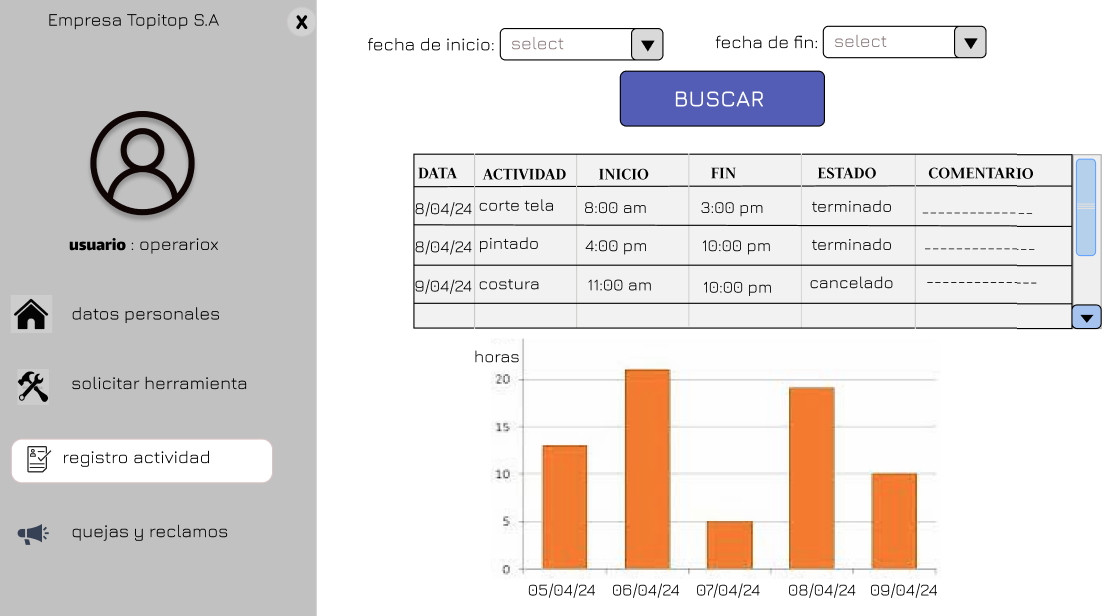 Empresa Topitop S.A
X
usuario : operariox
datos personales
solicitar herramienta
registro actividad
quejas y reclamos
fecha de inicio: select
fecha de fin: select
BUSCAR
DATA ACTIVIDAD INICIO FIN ESTADO COMENTARIO
8/04/24 corte tela 8:00 am 3:00 pm terminado _____________
8/04/24 pintado 4:00 pm 10:00 pm terminado _____________
9/04/24 costura 11:00 am 10:00 pm cancelado _____________
horas
20
15
10
5
0
05/04/24 06/04/24 07/04/24 08/04/24 09/04/24